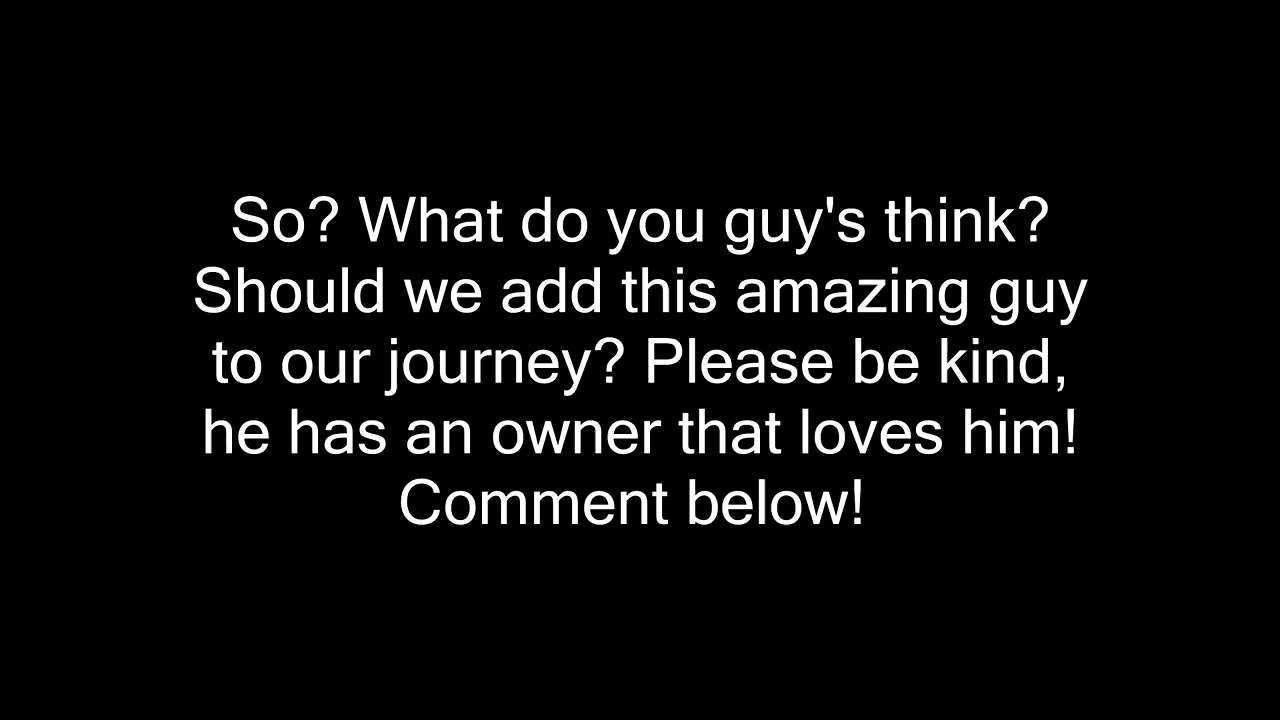 So? What do you guy's think?
Should we add this amazing guy
to our journey? Please be kind,
he has an owner that loves him!
Comment below!